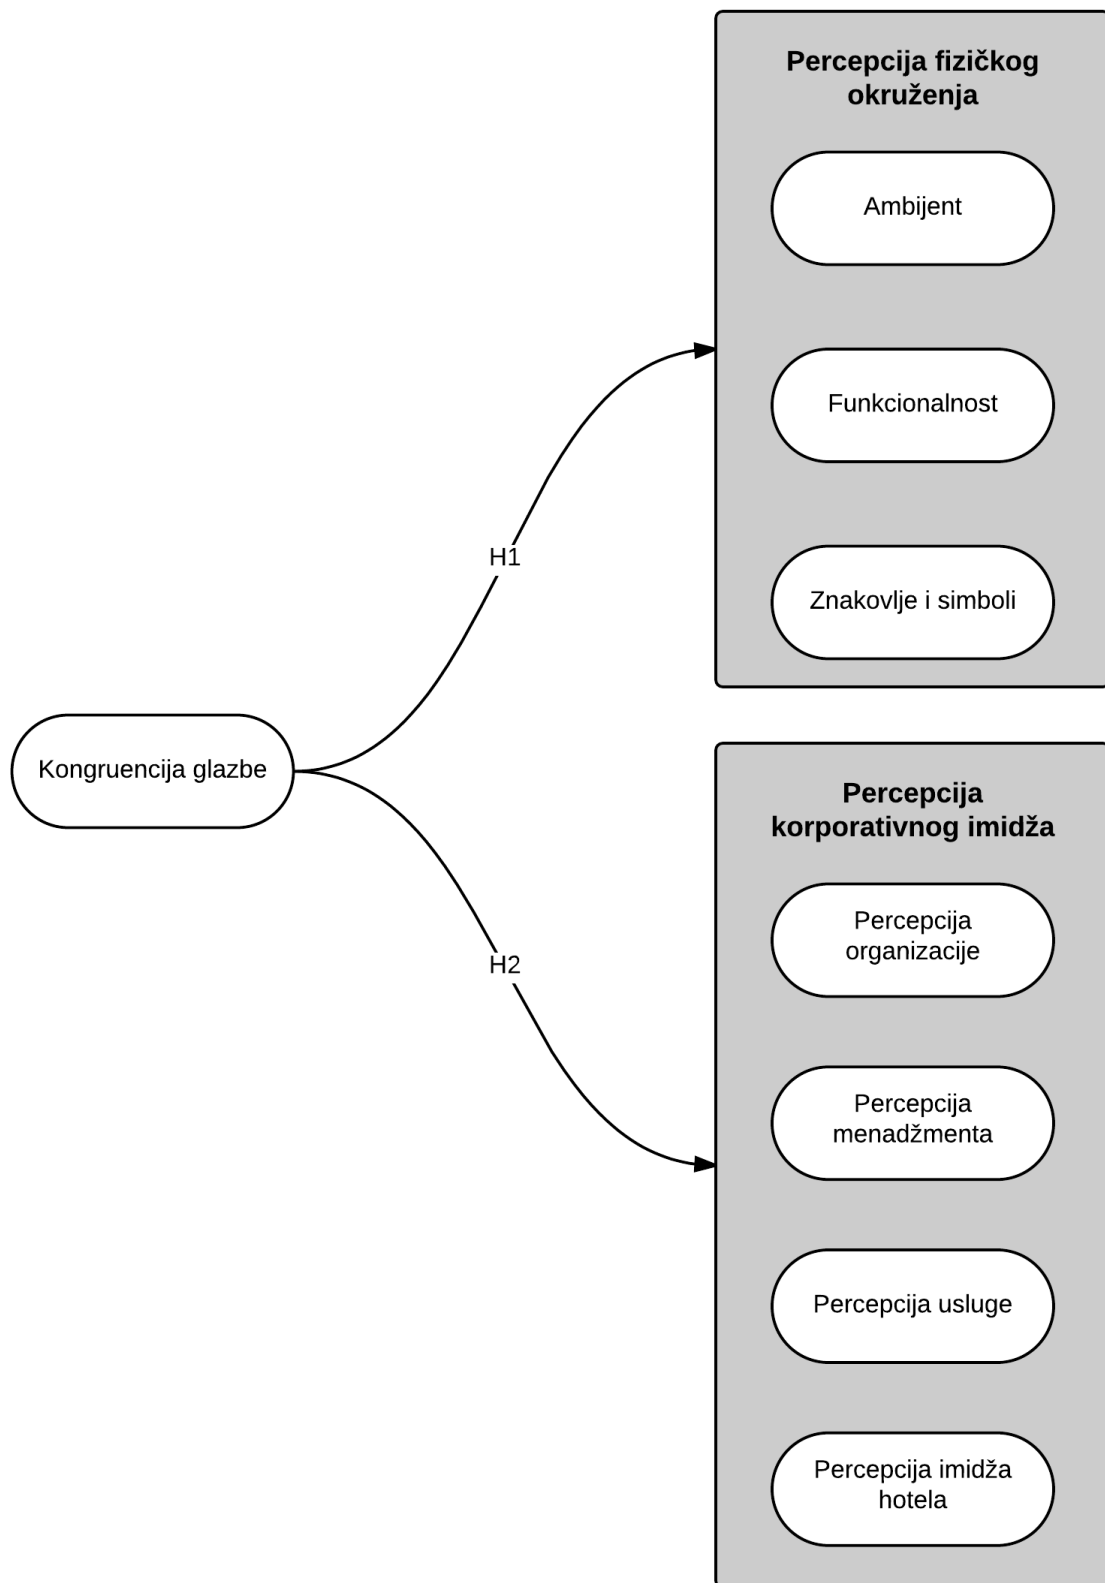 Percepcija fizičkog
okruženja
Ambijent
Funkcionalnost
Znakovlje i simboli
H1
Kongruencija glazbe
H2
Percepcija
korporativnog imidža
Percepcija
organizacije
Percepcija
menadžmenta
Percepcija usluge
Percepcija imidža
hotela